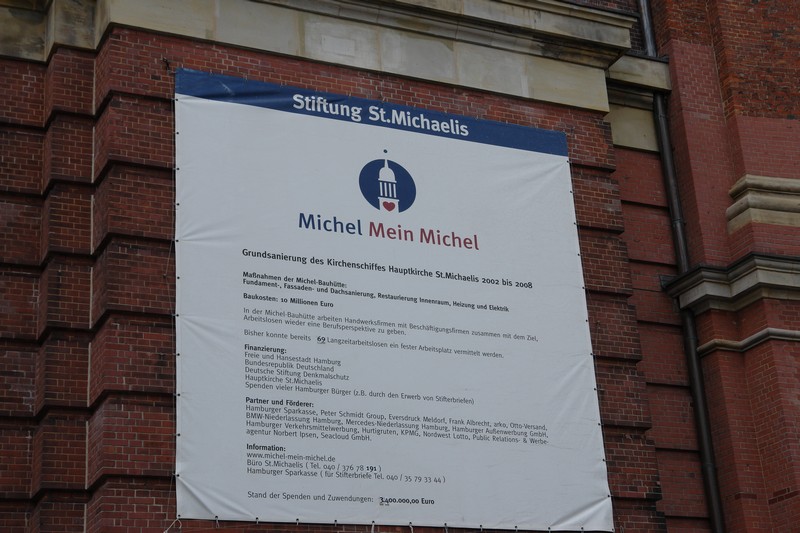 Stiftung St.Michaelis
Michel Mein Michel
Grundsanierung des Kirchenschiffes Hauptkirche St.Michaelis 2002 bis 2008
Maßnahmen der Michel-Bauhütte:
Fundament-, Fassaden- und Dachsanierung, Restaurierung Innenraum, Heizung und Elektrik
Baukosten: 10 Millionen Euro
In der Michel-Bauhütte arbeiten Handwerksfirmen mit Beschäftigungsfirmen zusammen mit dem Ziel,
Arbeitslosen wieder eine Berufsperspektive zu geben.
Bisher konnte bereits 69 Langzeitarbeitslosen ein fester Arbeitsplatz vermittelt werden.
Finanzierung:
Freie und Hansestadt Hamburg
Bundesrepublik Deutschland
Deutsche Stiftung Denkmalschutz
Hauptkirche St.Michaelis
Spenden vieler Hamburger Bürger (z.B. durch den Erwerb von Stifterbriefen)
Partner und Förderer:
Hamburger Sparkasse, Peter Schmidt Group, Eversdruck Meldorf, Frank Albrecht, arko, Otto-Versand,
BMW-Niederlassung Hamburg, Mercedes-Niederlassung Hamburg, Hamburger Außenwerbung GmbH,
Hamburger Verkehrsmittelwerbung, Hurtigruten, KPMG, Nordwest Lotto, Public Relations- & Werbe-
agentur Norbert Ipsen, Seacloud GmbH.
Information:
www.michel-mein-michel.de
Büro St.Michaelis ( Tel. 040 / 376 78 191 )
Hamburger Sparkasse ( für Stifterbriefe Tel. 040 / 35 79 33 44 )
Stand der Spenden und Zuwendungen: 3.400.000,00 Euro